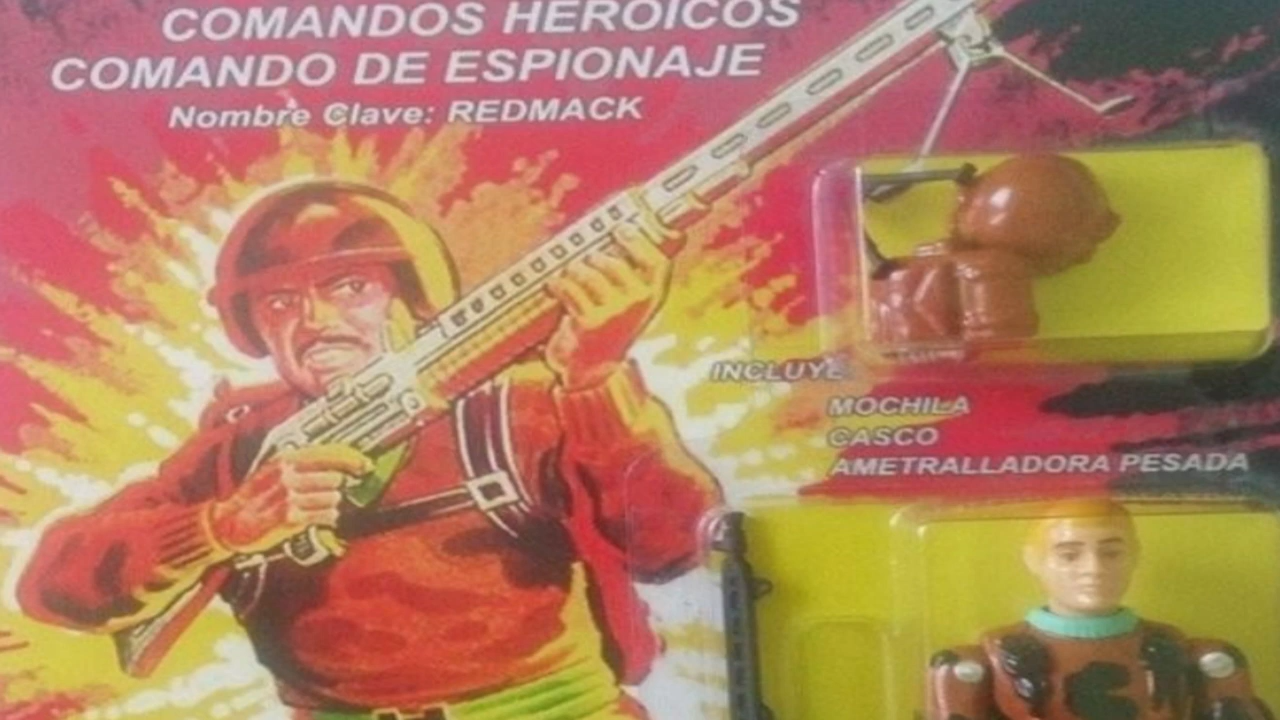 COMANDOS HEROICOS
COMANDO DE ESPIONAJE
Nombre Clave: REDMACK
INCLUYE
MOCHILA
CASCO
AMETRALLADORA PESADA